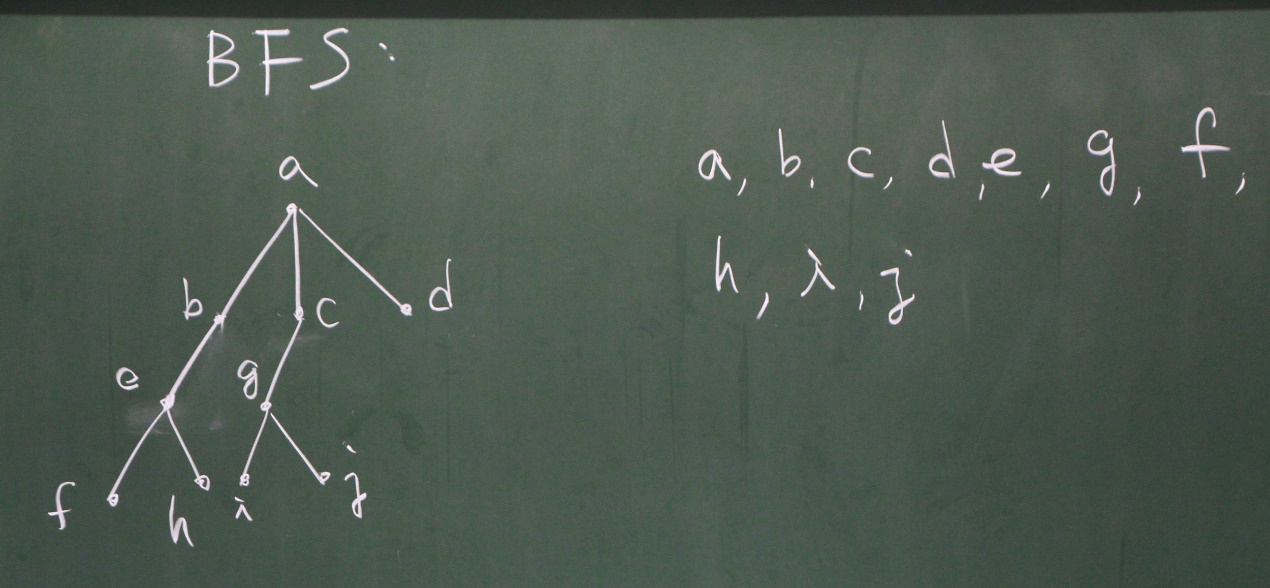 BFS:
a
b c d
e g
f h i j
a, b, c, d, e, g, f,
h, i, j